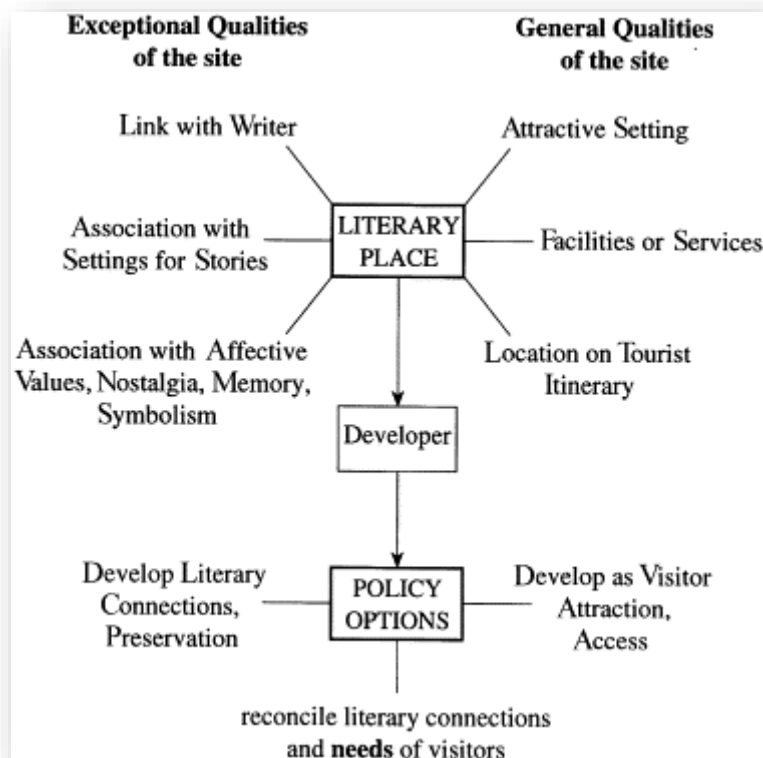 Exceptional Qualities
of the site
General Qualities
of the site
Link with Writer
Attractive Setting
Association with
Settings for Stories
LITERARY
PLACE
Facilities or Services
Association with Affective
Values, Nostalgia, Memory,
Symbolism
Location on Tourist
Itinerary
Developer
Develop Literary
Connections,
Preservation
POLICY
OPTIONS
Develop as Visitor
Attraction,
Access
reconcile literary connections
and needs of visitors